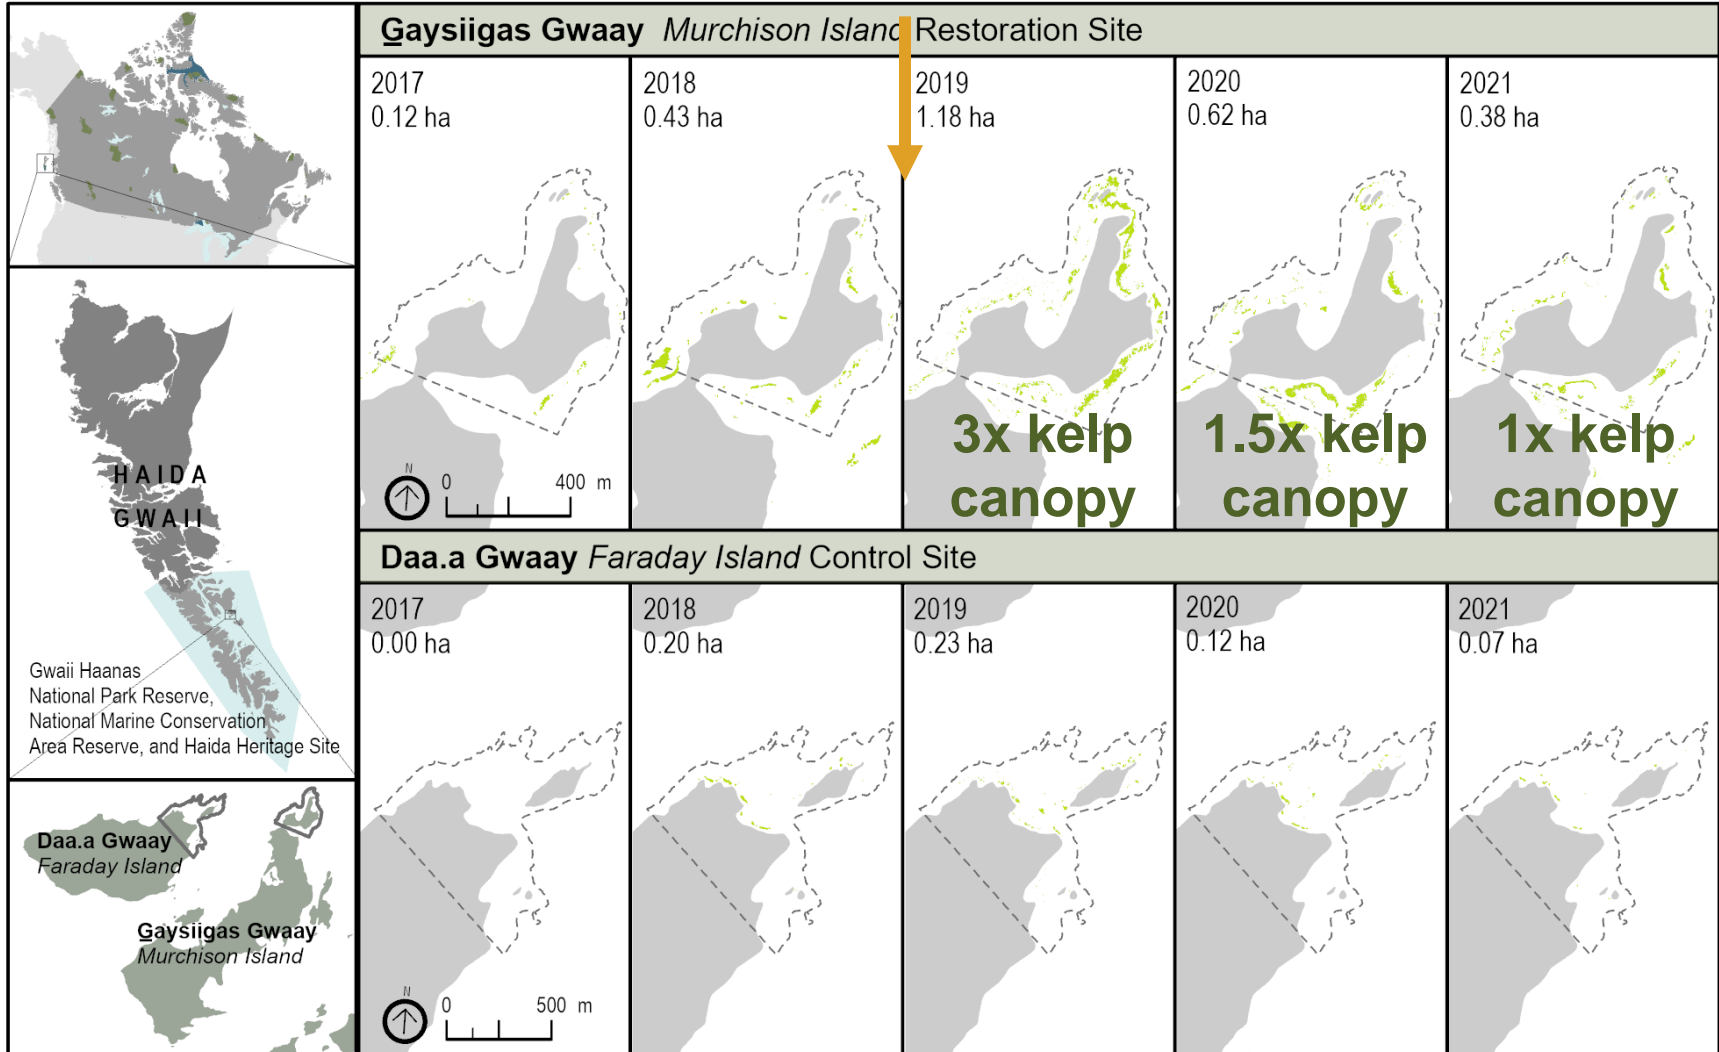 G̲aysiigas Gwaay Murchison Island Restoration Site
2017
0.12 ha
2018
0.43 ha
2019
1.18 ha
2020
0.62 ha
2021
0.38 ha
3x kelp
canopy
1.5x kelp
canopy
1x kelp
canopy
N
0 400 m
Daa.a Gwaay Faraday Island Control Site
2017
0.00 ha
2018
0.20 ha
2019
0.23 ha
2020
0.12 ha
2021
0.07 ha
N
0 500 m
HAIDA
GWAII
Gwaii Haanas
National Park Reserve,
National Marine Conservation
Area Reserve, and Haida Heritage Site
Daa.a Gwaay
Faraday Island
G̲aysiigas Gwaay
Murchison Island